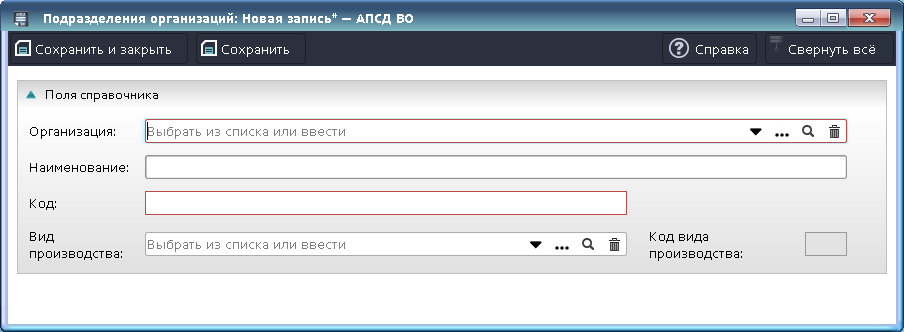 Подразделения организаций: Новая запись* — АПСД ВО
Сохранить и закрыть Сохранить Справка Свернуть всё
Поля справочника
Организация: Выбрать из списка или ввести
Наименование:
Код:
Вид производства: Выбрать из списка или ввести Код вида производства: